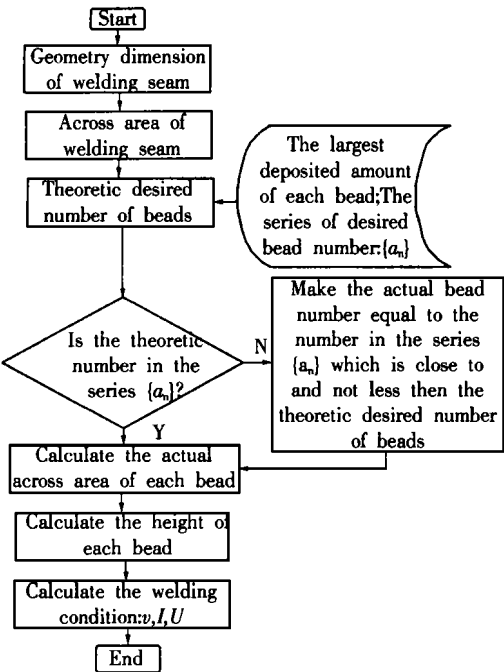 Start
Geometry dimension
of welding seam
Across area of
welding seam
Theoretic desired
number of beads
The largest
deposited amount
of each bead;The
series of desired
bead number:{aₙ}
Is the theoretic
number in the
series {aₙ}?
N
Make the actual bead
number equal to the
number in the series
{aₙ} which is close to
and not less then the
theoretic desired number
of beads
Y
Calculate the actual
across area of each bead
Calculate the height of
each bead
Calculate the welding
condition:v,I,U
End